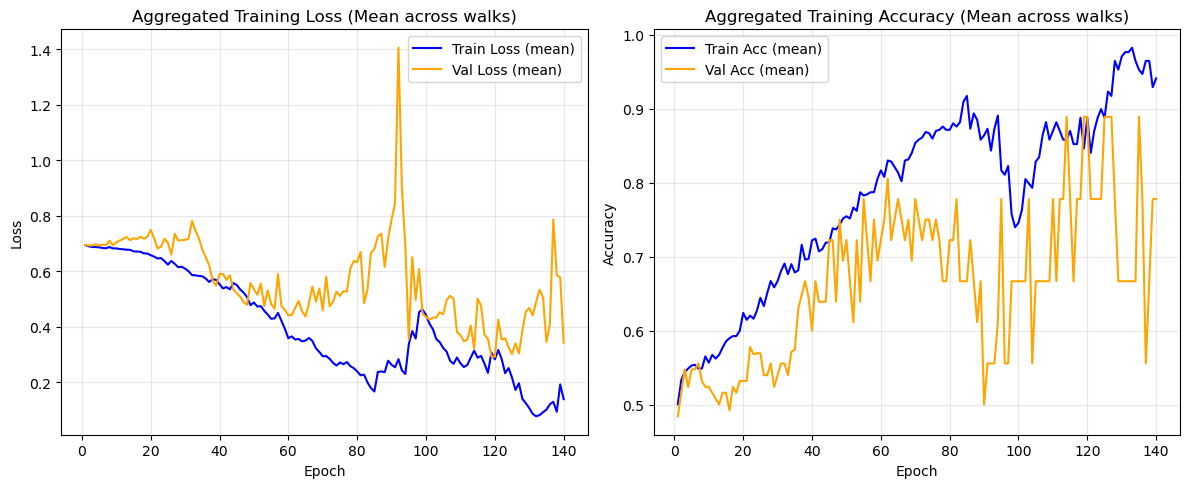 Aggregated Training Loss (Mean across walks)
Train Loss (mean)
Val Loss (mean)
Loss
1.4
1.2
1.0
0.8
0.6
0.4
0.2
0 20 40 60 80 100 120 140
Epoch
Aggregated Training Accuracy (Mean across walks)
Train Acc (mean)
Val Acc (mean)
Accuracy
1.0
0.9
0.8
0.7
0.6
0.5
0 20 40 60 80 100 120 140
Epoch